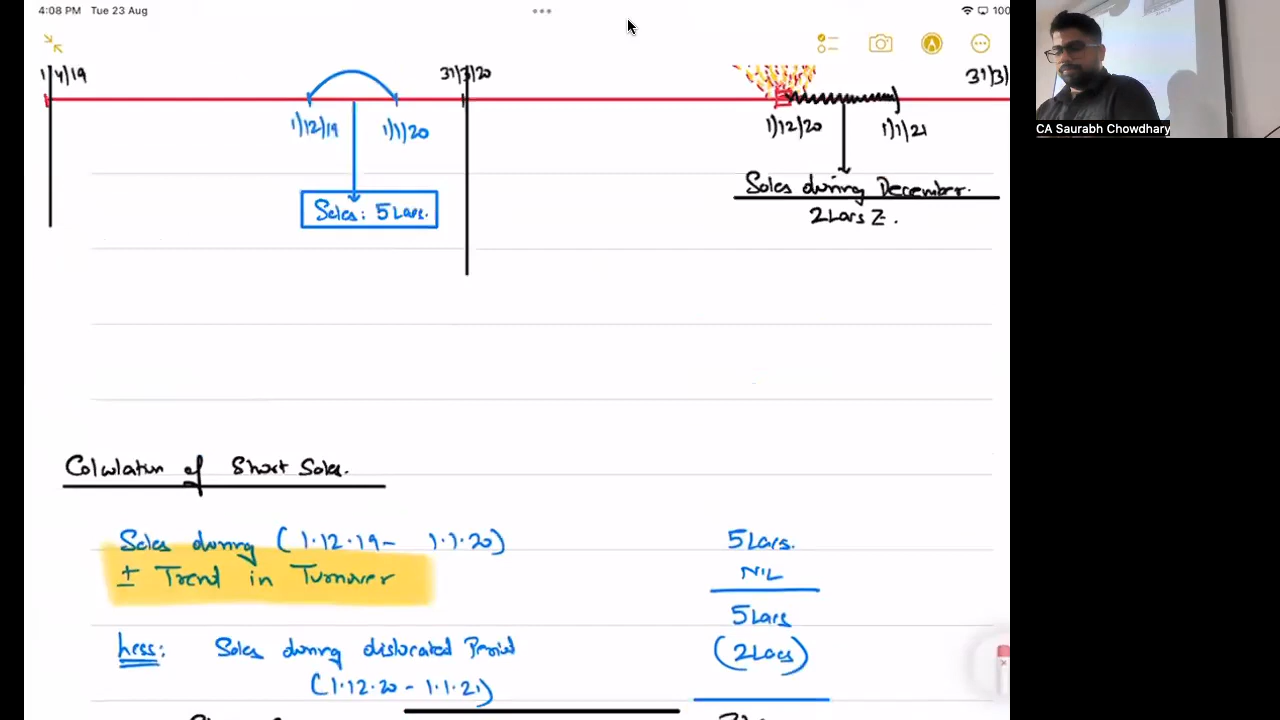 4:08 PM Tue 23 Aug
100
1/4/19
31/3/20
31/3/
1/12/19
1/1/20
1/12/20
1/1/21
CA Saurabh Chowdhary
Sales: 5 Lacs.
Sales during December.
2 Lacs
Calculation of Short Sales.
Sales during (1.12.19 - 1.1.20) 5 Lacs.
± Trend in Turnover NIL
5 Lacs
Less: Sales during dislocated Period (2 Lacs)
(1.12.20 - 1.1.21)